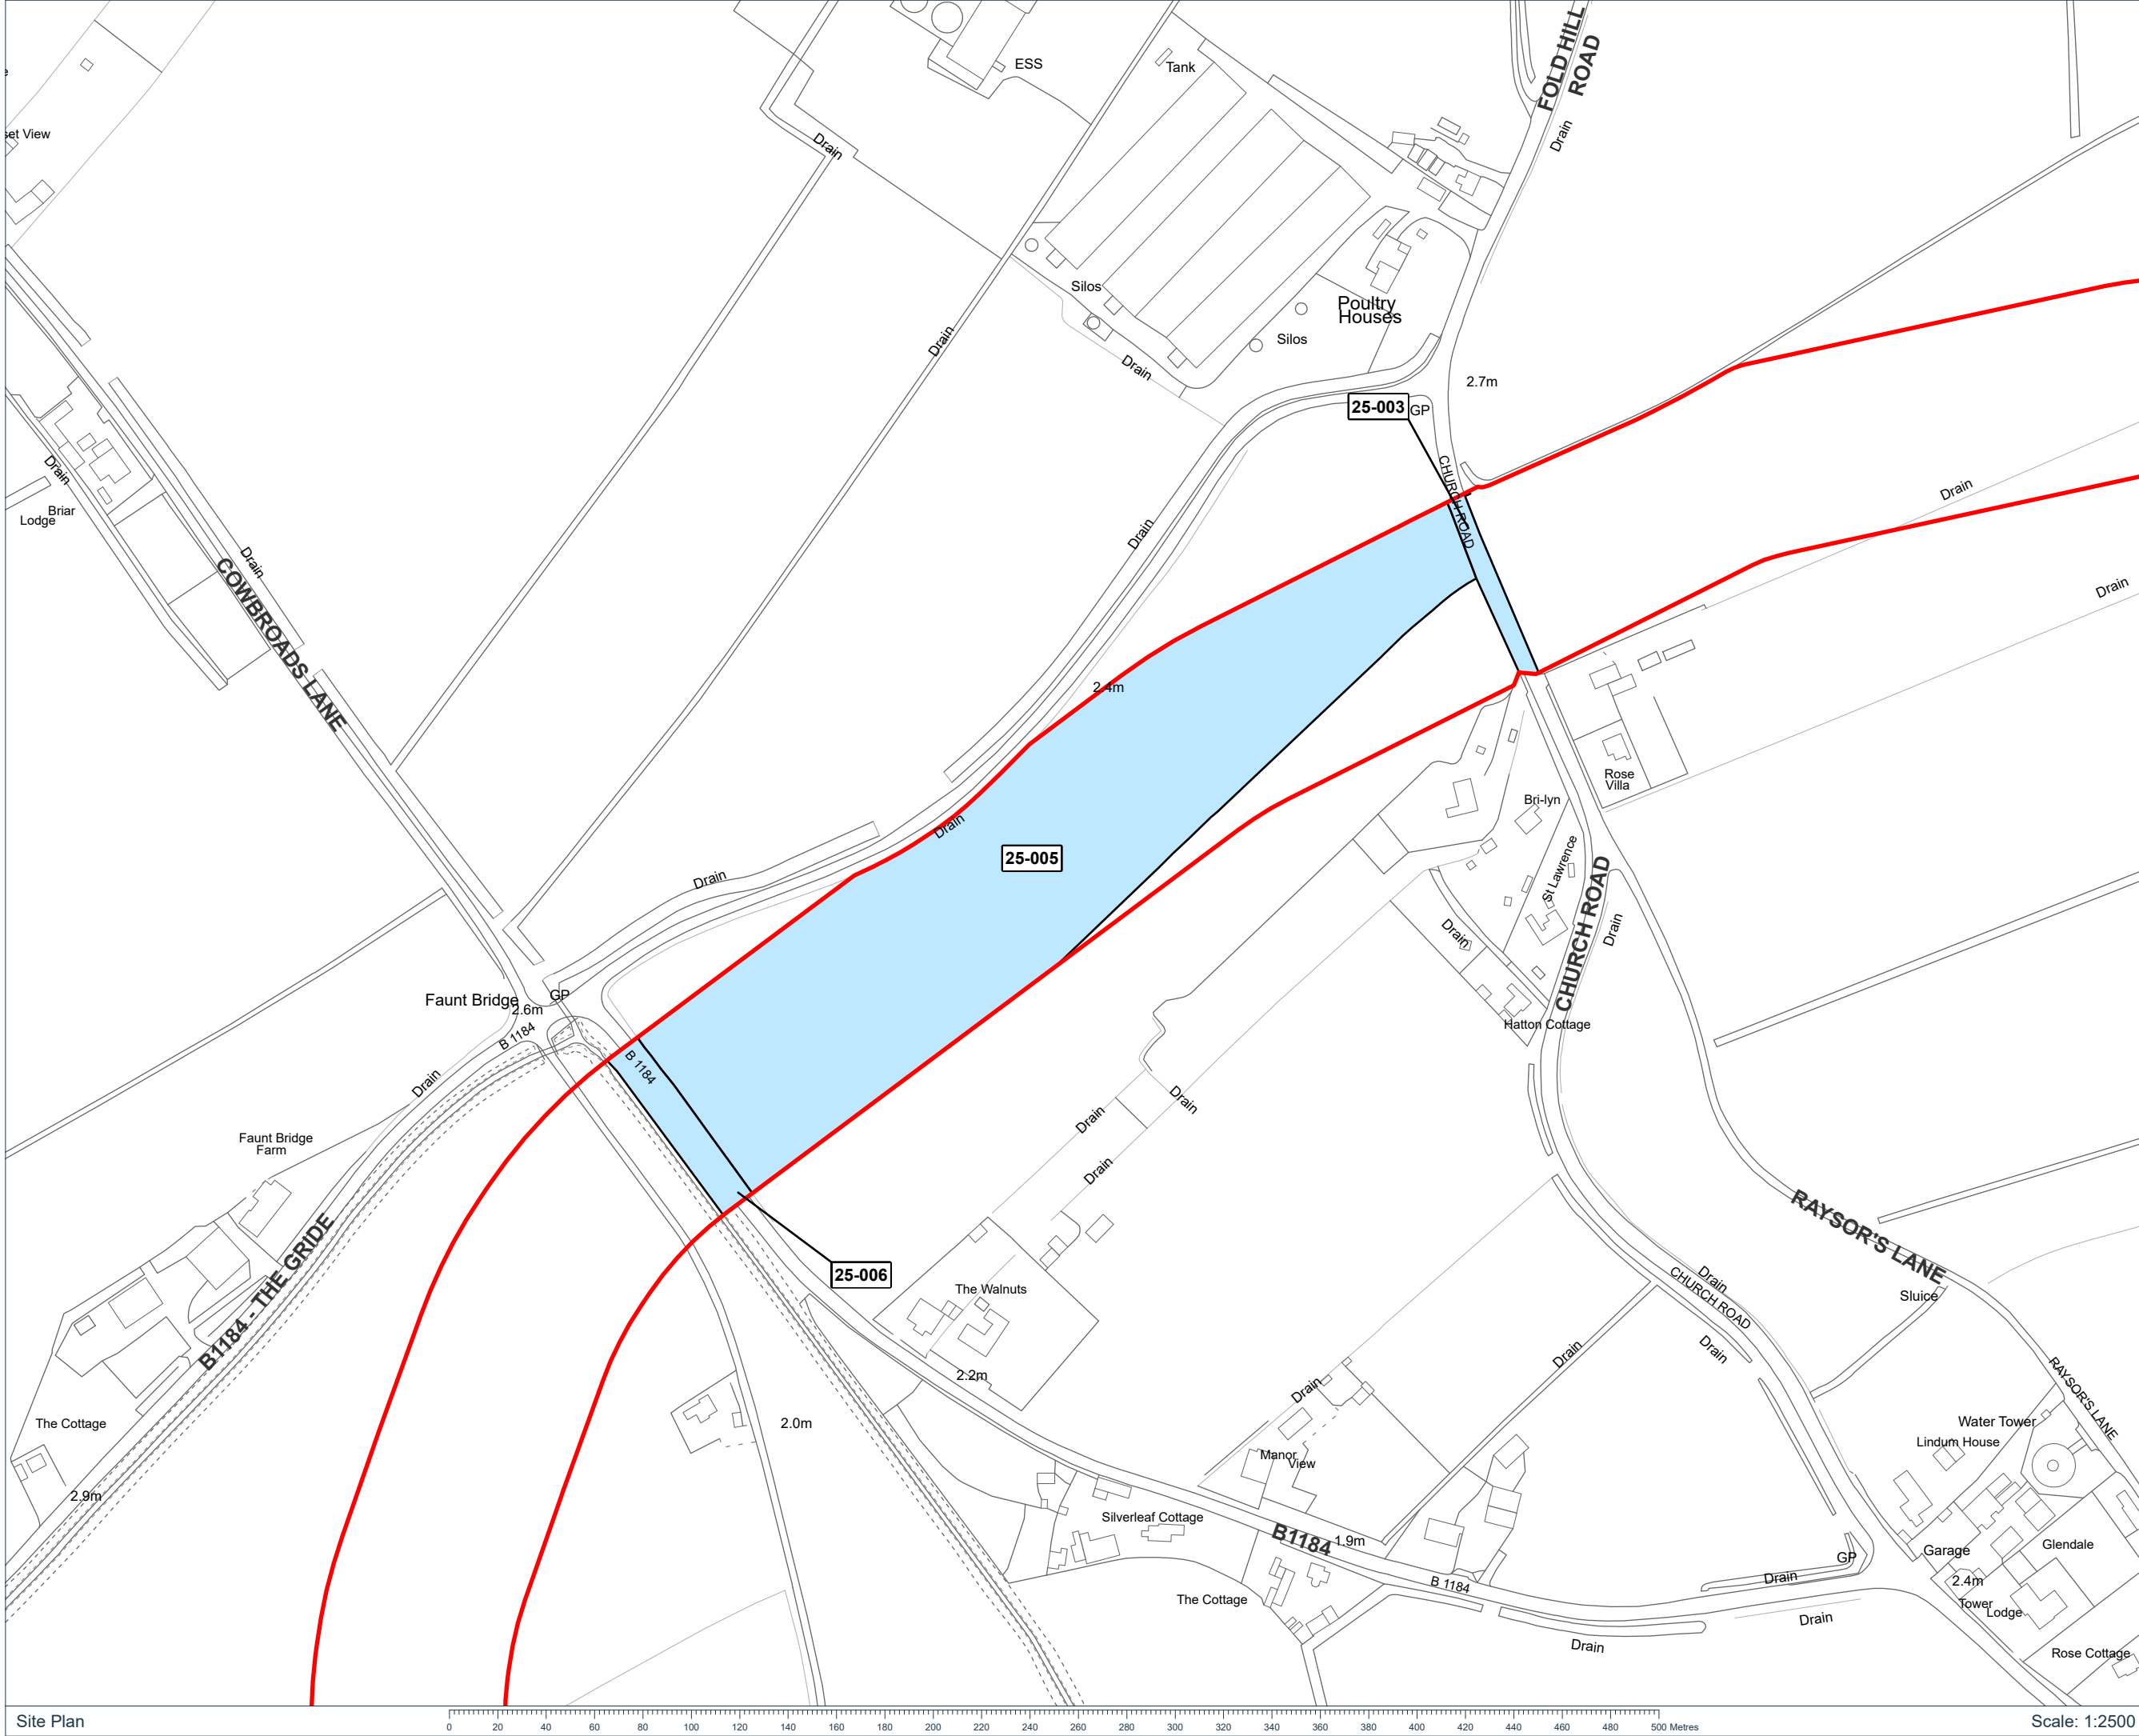 ESS
Tank
FOLD HILL
ROAD
Drain
set View
Drain
Silos
Poultry
Houses
Silos
Drain
Drain
2.7m
25-003
GP
CHURCH ROAD
Drain
Drain
Briar
Lodge
Drain
COWBROADS LANE
Drain
Drain
Drain
2.4m
Rose
Villa
Bri-lyn
Drain
25-005
St Lawrence
CHURCH ROAD
Drain
Drain
Drain
Faunt Bridge
GP
2.6m
B 1184
B 1184
Hatton Cottage
Drain
Drain
Drain
Faunt Bridge
Farm
Drain
RAYSOR'S LANE
B1184 - THE GRIDE
25-006
The Walnuts
Drain
CHURCH ROAD
Sluice
Drain
Drain
2.2m
Drain
RAYSOR'S LANE
The Cottage
2.0m
Water Tower
Lindum House
Manor
View
2.9m
Silverleaf Cottage
B1184
1.9m
GP
Garage
Glendale
B 1184
Drain
2.4m
Tower
Lodge
The Cottage
Drain
Drain
Rose Cottage
Site Plan
0 20 40 60 80 100 120 140 160 180 200 220 240 260 280 300 320 340 360 380 400 420 440 460 480 500 Metres
Scale: 1:2500